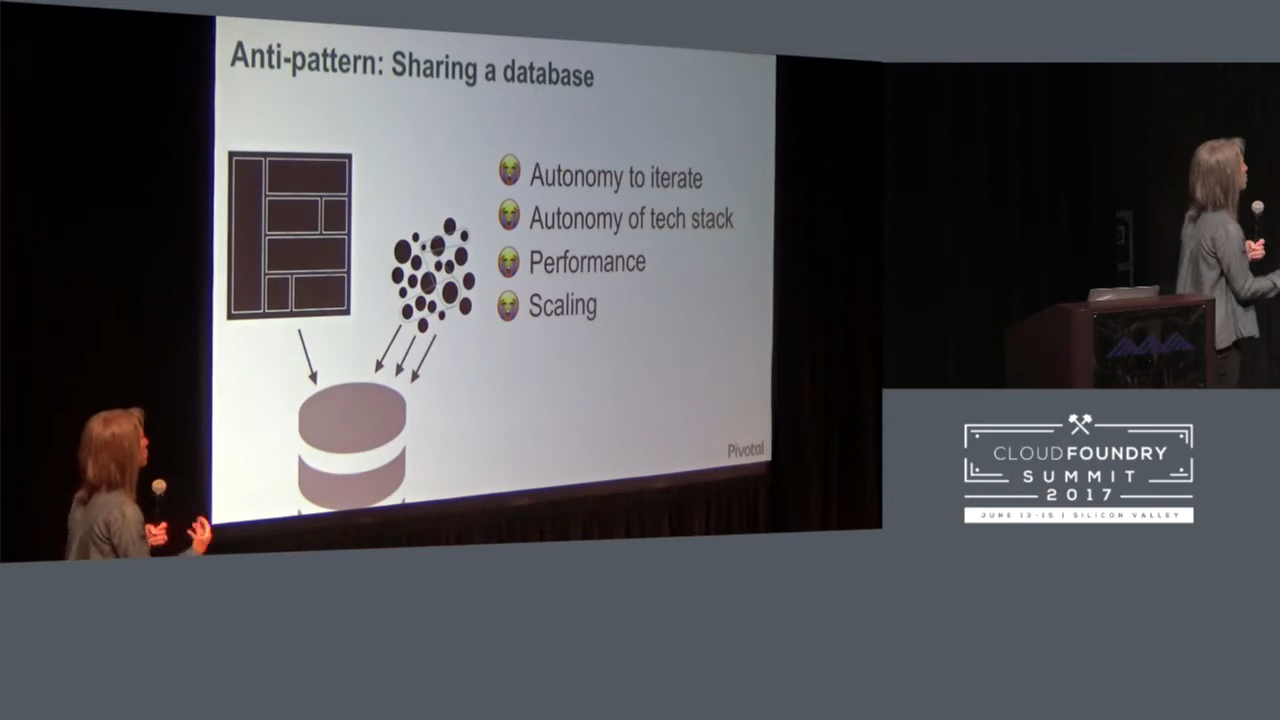 Anti-pattern: Sharing a database
Autonomy to iterate
Autonomy of tech stack
Performance
Scaling
Pivotal
CLOUDFOUNDRY
SUMMIT
2017
JUNE 13-15 | SILICON VALLEY